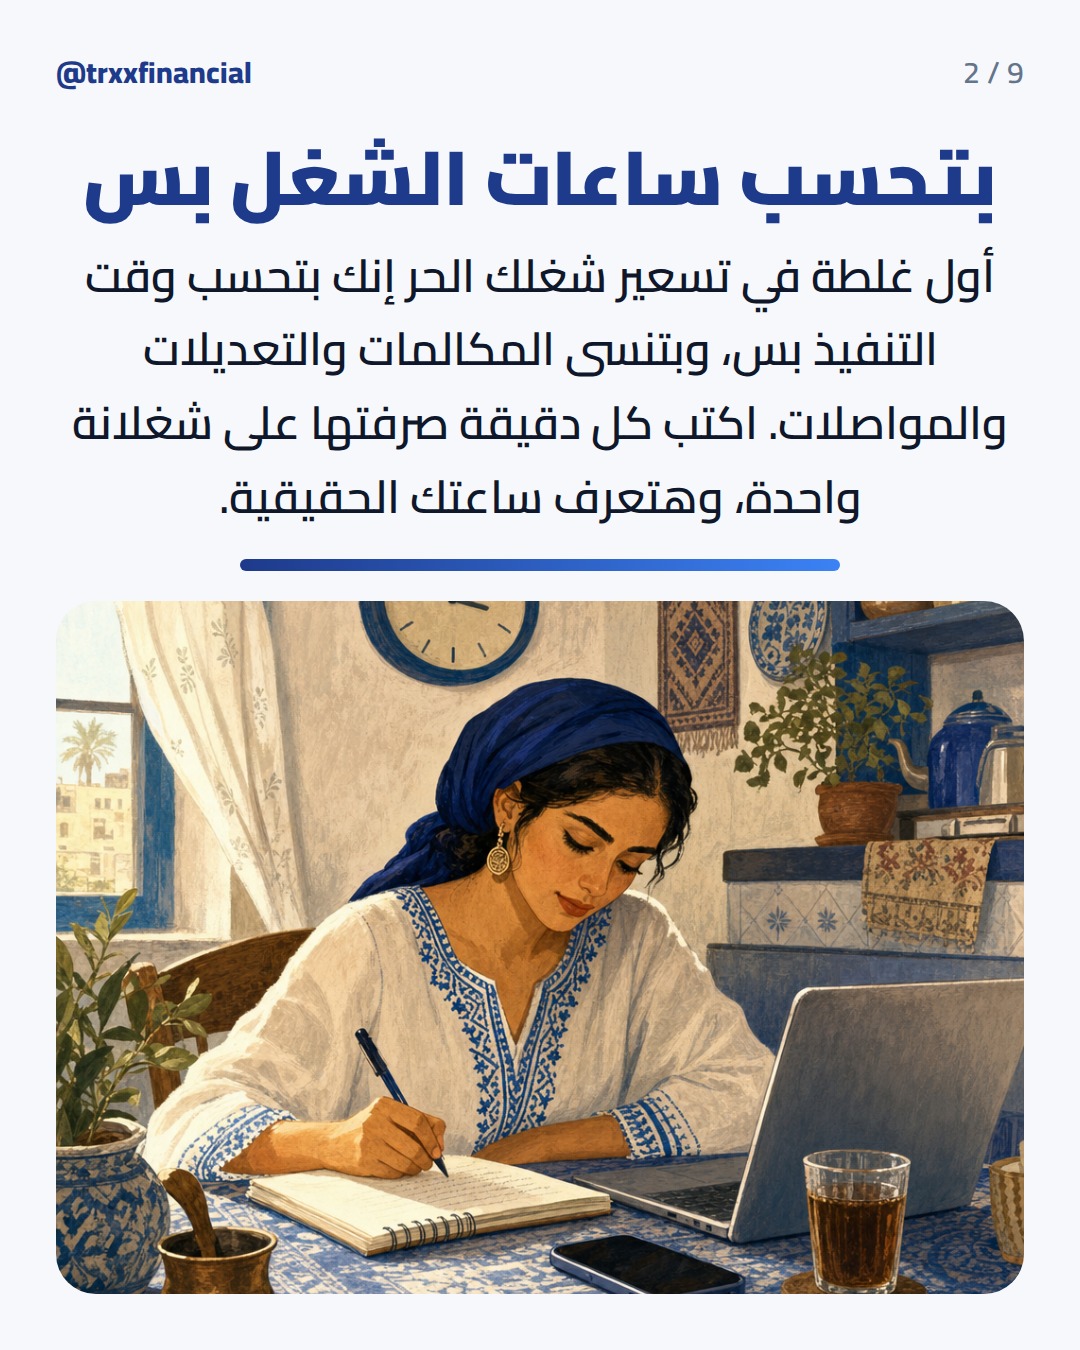 @trxxfinancial
2 / 9
بتحسب ساعات الشغل بس
أول غلطة في تسعير شغلك الحر إنك بتحسب وقت
التنفيذ بس، وبتنسى المكالمات والتعديلات
والمواصلات. اكتب كل دقيقة صرفتها على شغلانة
واحدة، وهتعرف ساعتك الحقيقية.